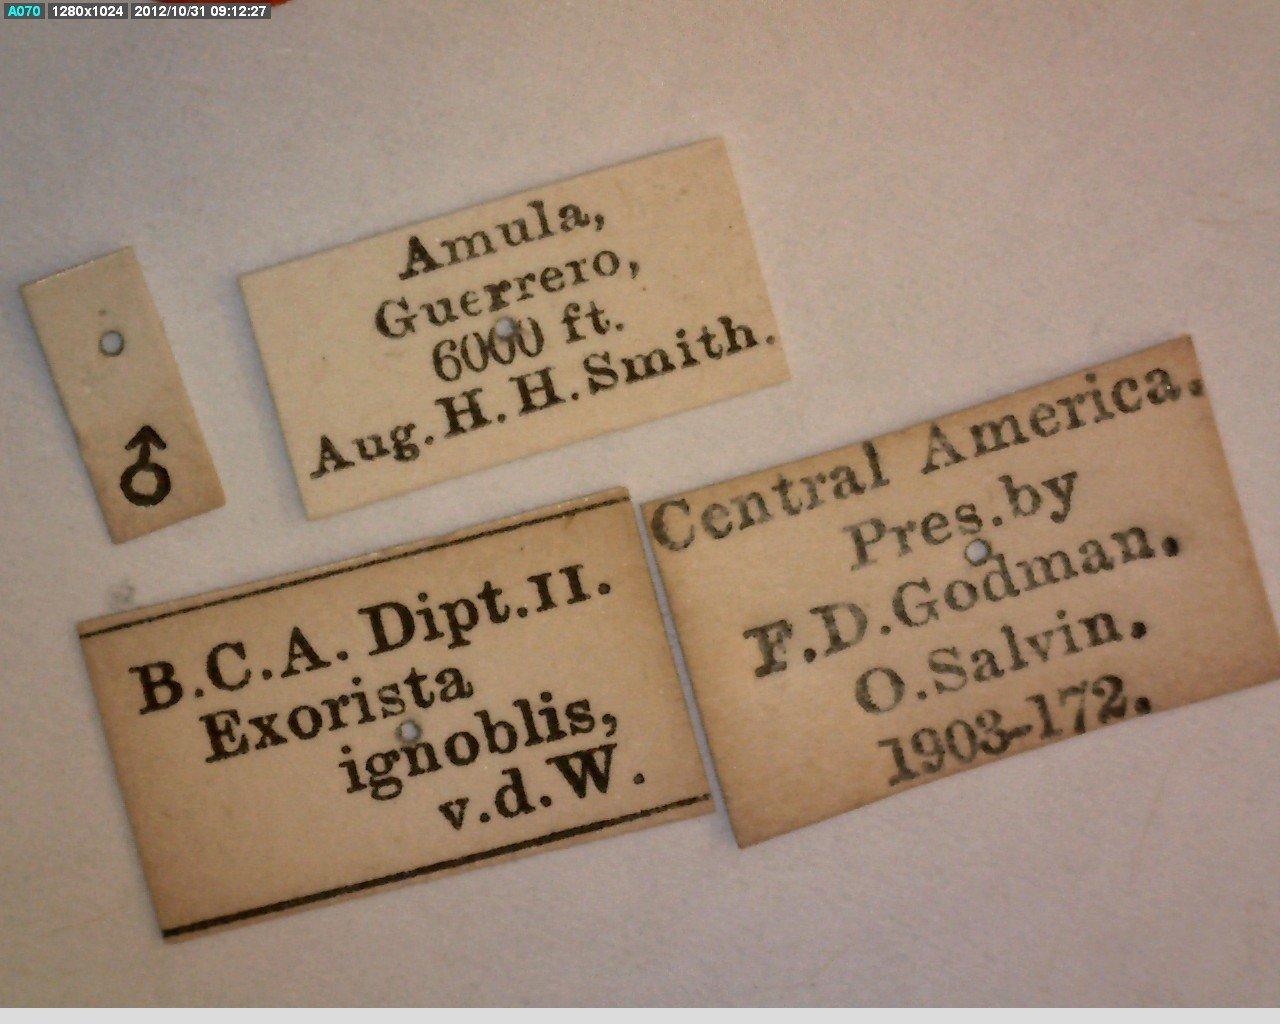 A070 1280x1024 2012/10/31 09:12:27
♂
Amula,
Guerrero,
6000 ft.
Aug. H. H. Smith.
B.C.A. Dipt.II.
Exorista
ignoblis,
v.d.W.
Central America.
Pres.by
F.D.Godman.
O.Salvin.
1903-172.